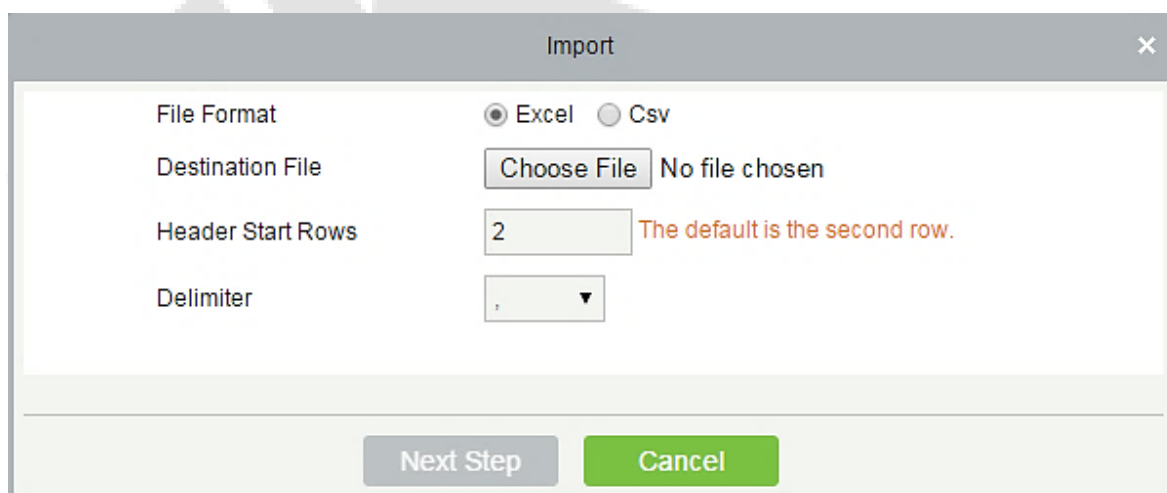 Import ×
File Format Excel Csv
Destination File Choose File No file chosen
Header Start Rows 2 The default is the second row.
Delimiter , ▼
Next Step Cancel